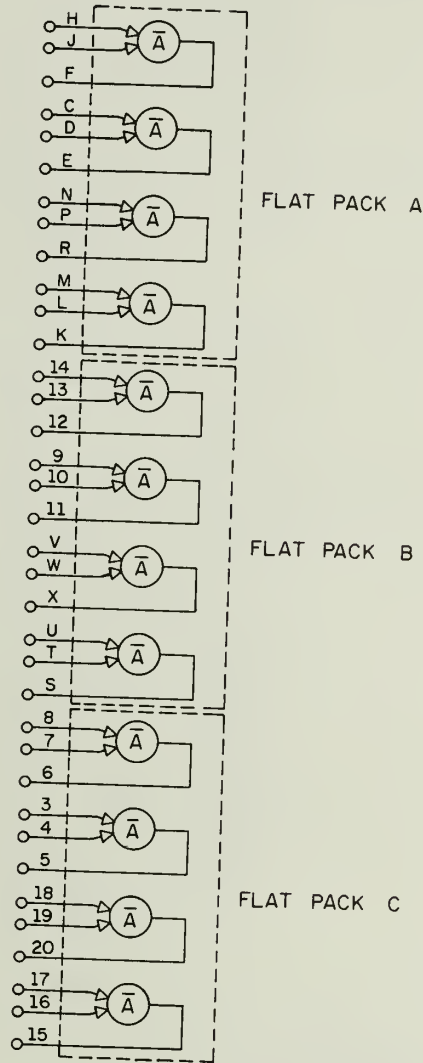 H
J
Ā
F
C
D
Ā
E
N
P
Ā
R
FLAT PACK A
M
L
Ā
K
14
13
Ā
12
9
10
Ā
11
V
W
Ā
X
FLAT PACK B
U
T
Ā
S
8
7
Ā
6
3
4
Ā
5
18
19
Ā
20
FLAT PACK C
17
16
Ā
15